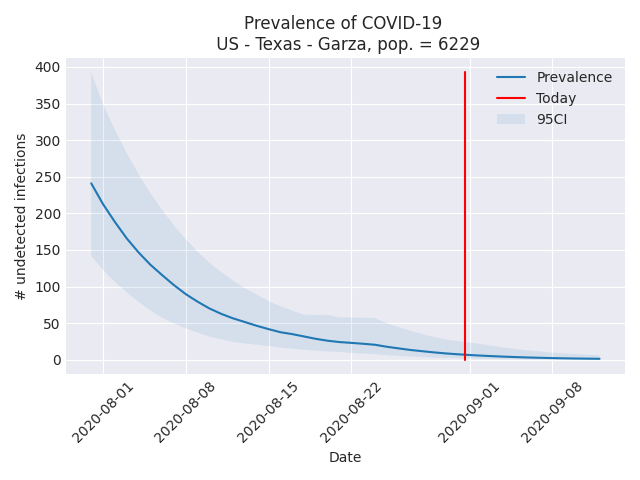 Prevalence of COVID-19
US - Texas - Garza, pop. = 6229
400
350
300
250
200
150
100
50
0
# undetected infections
Prevalence
Today
95CI
2020-08-01
2020-08-08
2020-08-15
2020-08-22
2020-09-01
2020-09-08
Date